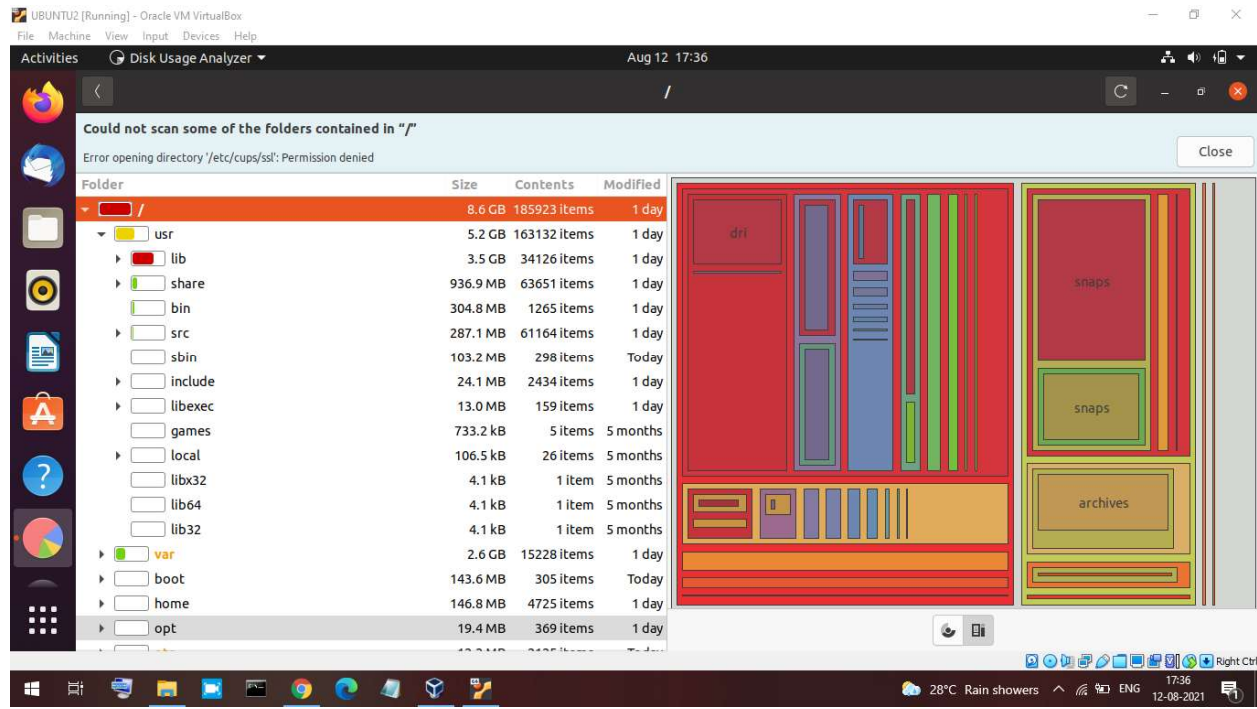 UBUNTU2 [Running] - Oracle VM VirtualBox
File Machine View Input Devices Help
Activities Disk Usage Analyzer Aug 12 17:36
/
Could not scan some of the folders contained in “/”
Error opening directory '/etc/cups/ssl': Permission denied
Close
Folder Size Contents Modified
/ 8.6 GB 185923 items 1 day
usr 5.2 GB 163132 items 1 day
lib 3.5 GB 34126 items 1 day
share 936.9 MB 63651 items 1 day
bin 304.8 MB 1265 items 1 day
src 287.1 MB 61164 items 1 day
sbin 103.2 MB 298 items Today
include 24.1 MB 2434 items 1 day
libexec 13.0 MB 159 items 1 day
games 733.2 kB 5 items 5 months
local 106.5 kB 26 items 5 months
libx32 4.1 kB 1 item 5 months
lib64 4.1 kB 1 item 5 months
lib32 4.1 kB 1 item 5 months
var 2.6 GB 15228 items 1 day
boot 143.6 MB 305 items Today
home 146.8 MB 4725 items 1 day
opt 19.4 MB 369 items 1 day
dri
snaps
snaps
archives
Right Ctrl
28°C Rain showers ENG 17:36
12-08-2021